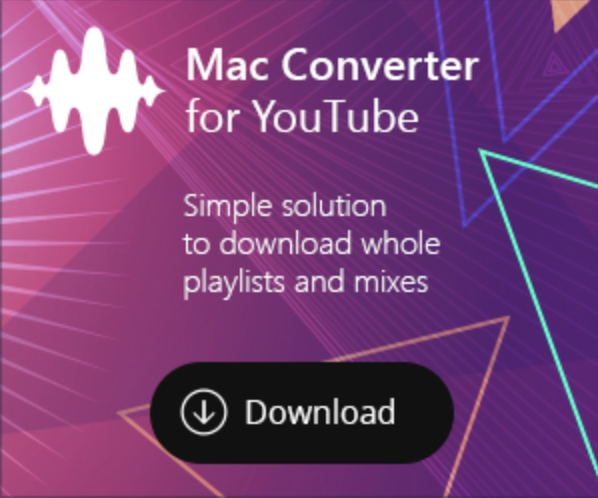 Mac Converter
for YouTube
Simple solution
to download whole
playlists and mixes
Download